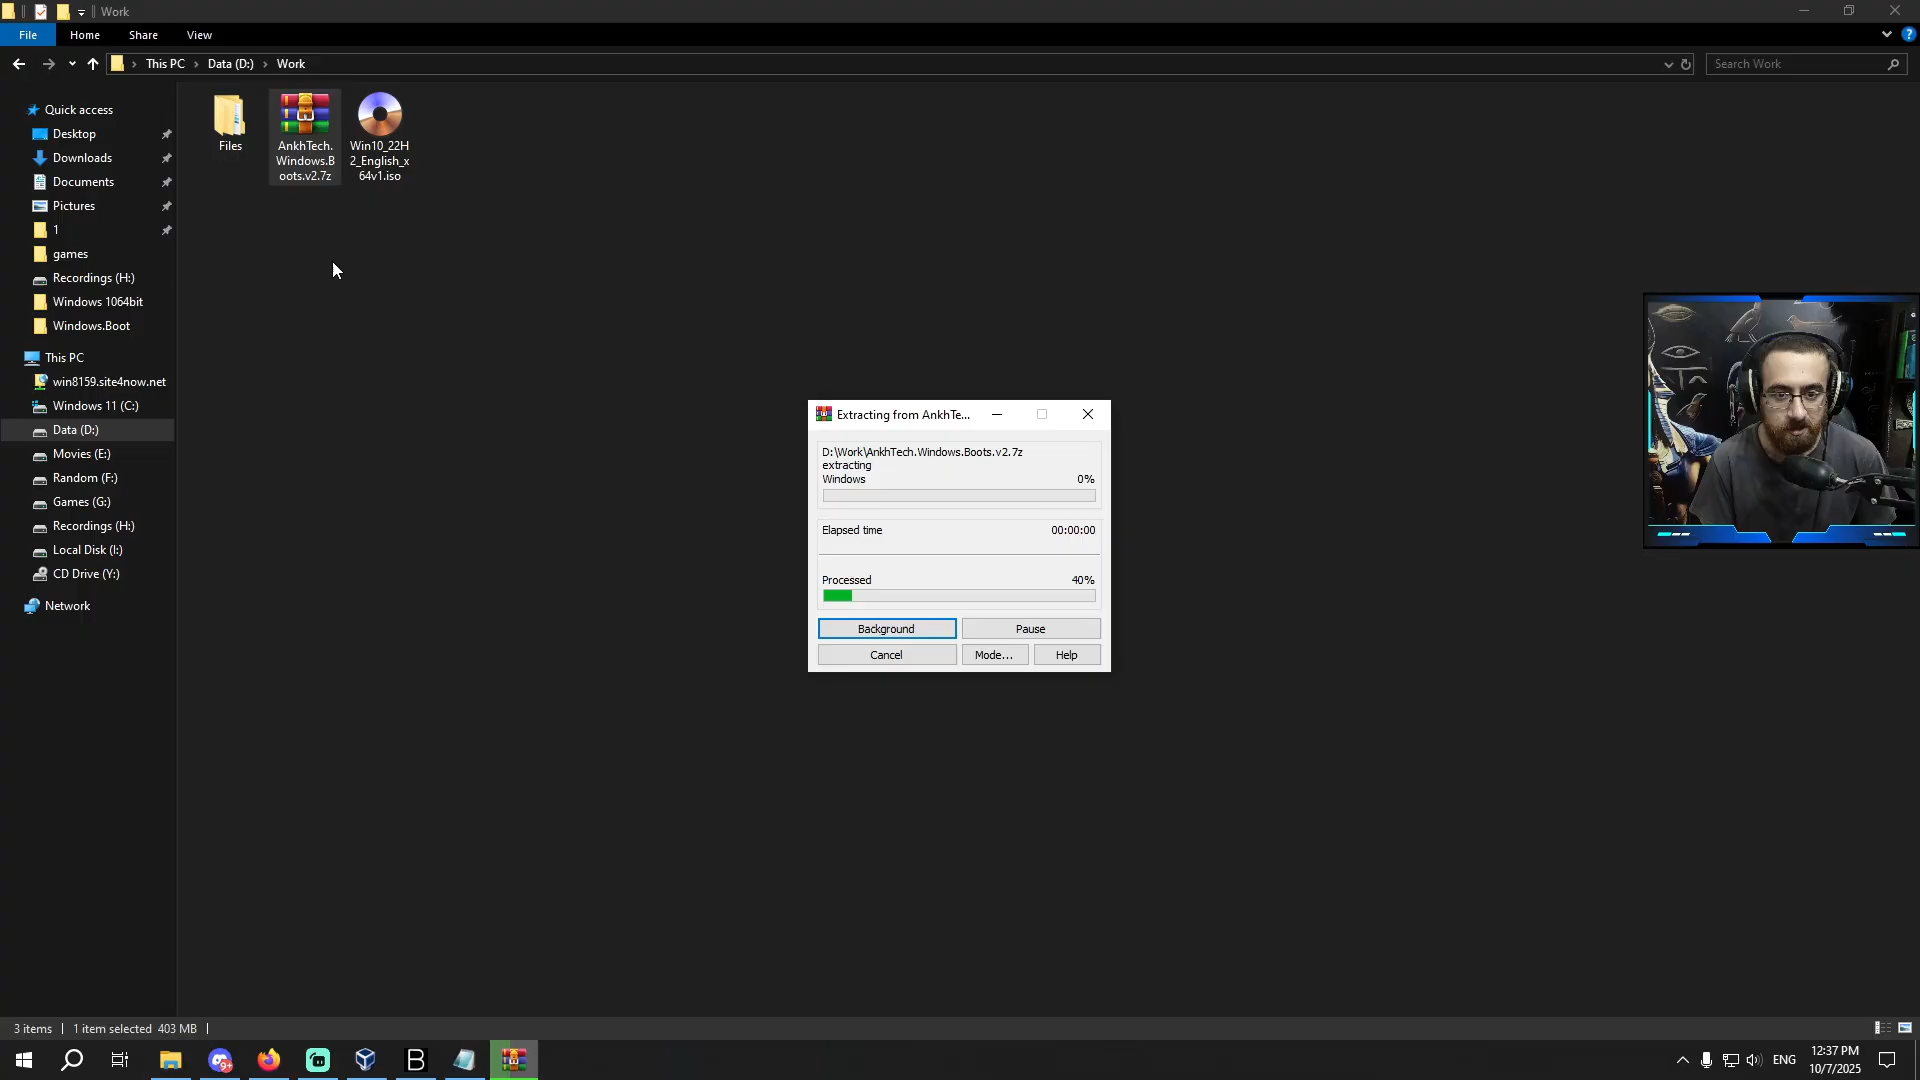 Work
File
Home
Share
View
This PC
Data (D:)
Work
Search Work
Quick access
Desktop
Downloads
Documents
Pictures
1
games
Recordings (H:)
Windows 1064bit
Windows.Boot
This PC
win8159.site4now.net
Windows 11 (C:)
Data (D:)
Movies (E:)
Random (F:)
Games (G:)
Recordings (H:)
Local Disk (I:)
CD Drive (Y:)
Network
Files
AnkhTech.
Windows.B
oots.v2.7z
Win10_22H
2_English_x
64v1.iso
Extracting from AnkhTe...
D:\Work\AnkhTech.Windows.Boots.v2.7z
extracting
Windows 0%
Elapsed time 00:00:00
Processed 40%
Background
Pause
Cancel
Mode...
Help
3 items
1 item selected 403 MB
9+
B
ENG
12:37 PM
10/7/2025